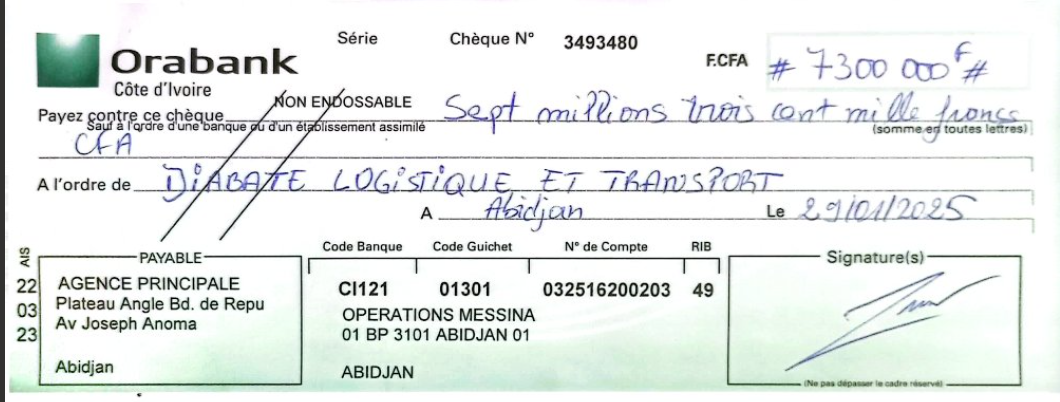 Orabank
Côte d'Ivoire
Série Chèque N° 3493480
F.CFA # 7300 000 F #
NON ENDOSSABLE
Sauf à l'ordre d'une banque ou d'un établissement assimilé
Payez contre ce chèque Sept millions trois cent mille francs
(somme en toutes lettres)
CFA
A l'ordre de DIABATE LOGISTIQUE ET TRANSPORT
A Abidjan Le 29/01/2025
AIS
22
03
23
PAYABLE
AGENCE PRINCIPALE
Plateau Angle Bd. de Repu
Av Joseph Anoma
Abidjan
Code Banque Code Guichet N° de Compte RIB
CI121 01301 032516200203 49
OPERATIONS MESSINA
01 BP 3101 ABIDJAN 01
ABIDJAN
Signature(s)
(Ne pas dépasser le cadre réservé)